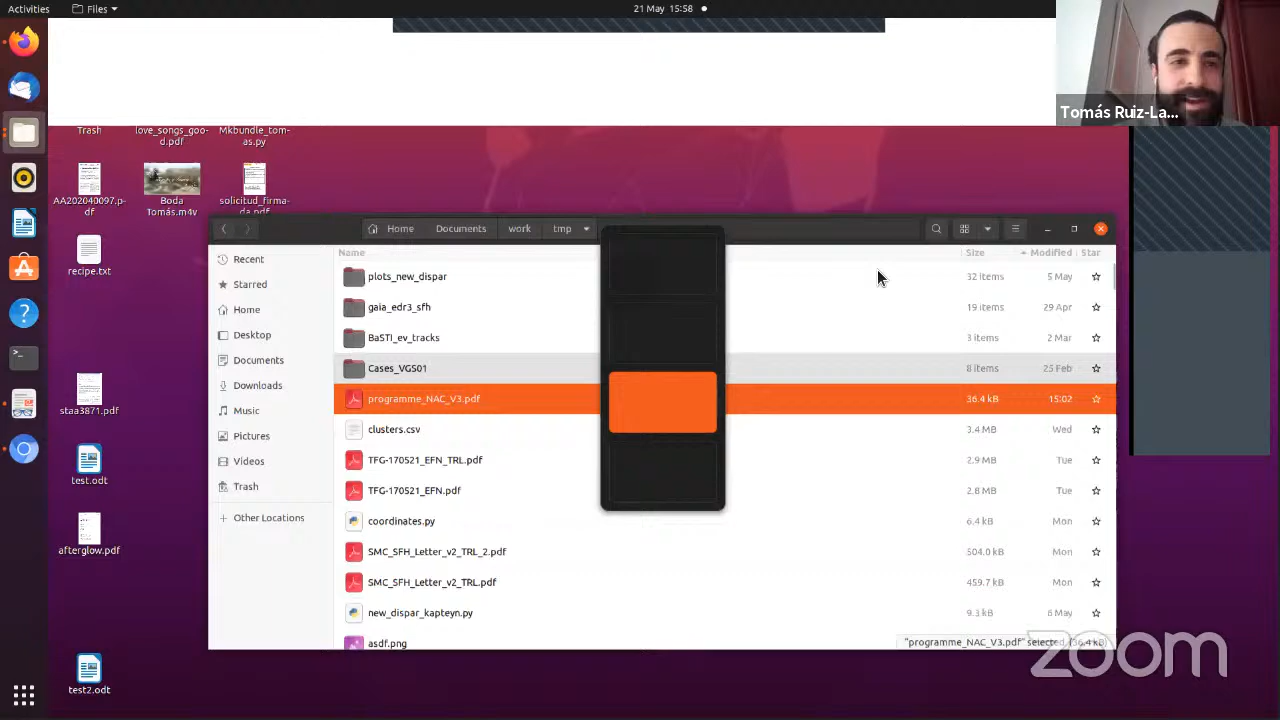 Activities
Files
21 May 15:58
Tomás Ruiz-La...
Trash
love_songs_goo-
d.pdf
Mkbundle_tom-
as.py
AA202040097.p-
df
Boda
Tomás.m4v
solicitud_firma-
da.pdf
recipe.txt
staa3871.pdf
test.odt
afterglow.pdf
test2.odt
Home
Documents
work
tmp
Recent
Starred
Home
Desktop
Documents
Downloads
Music
Pictures
Videos
Trash
Other Locations
Name Size Modified Star
plots_new_dispar 32 items 5 May
gaia_edr3_sfh 19 items 29 Apr
BaSTI_ev_tracks 3 items 2 Mar
Cases_VGS01 8 items 25 Feb
programme_NAC_V3.pdf 36.4 kB 15:02
clusters.csv 3.4 MB Wed
TFG-170521_EFN_TRL.pdf 2.9 MB Tue
TFG-170521_EFN.pdf 2.8 MB Tue
coordinates.py 6.4 kB Mon
SMC_SFH_Letter_v2_TRL_2.pdf 504.0 kB Mon
SMC_SFH_Letter_v2_TRL.pdf 459.7 kB Mon
new_dispar_kapteyn.py 9.3 kB 6 May
asdf.png
"programme_NAC_V3.pdf" selected (36.4 kB)
zoom